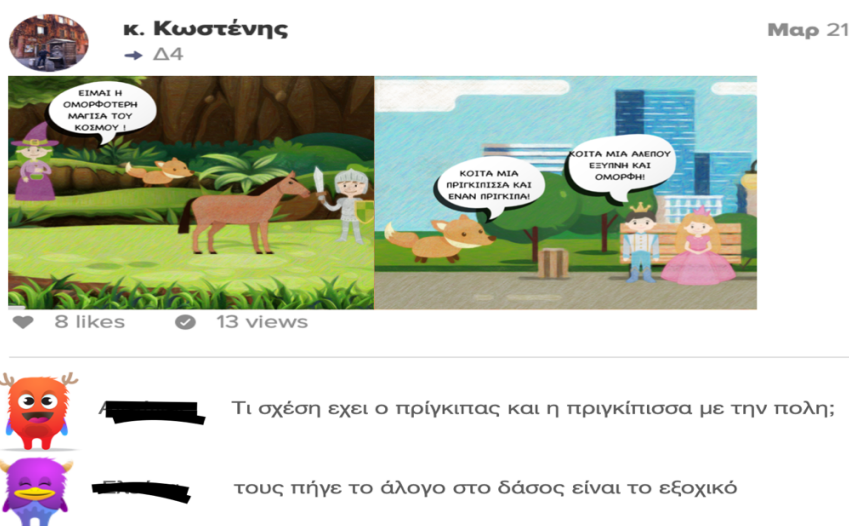 κ. Κωστένης
Μαρ 21
→ Δ4
ΕΙΜΑΙ Η
ΟΜΟΡΦΟΤΕΡΗ
ΜΑΓΙΣΑ ΤΟΥ
ΚΟΣΜΟΥ !
ΚΟΙΤΑ ΜΙΑ
ΠΡΙΓΚΙΠΙΣΣΑ ΚΑΙ
ΕΝΑΝ ΠΡΙΓΚΙΠΑ!
ΚΟΙΤΑ ΜΙΑ ΑΛΕΠΟΥ
ΕΞΥΠΝΗ ΚΑΙ
ΟΜΟΡΦΗ!
8 likes 13 views
Τι σχέση εχει ο πρίγκιπας και η πριγκίπισσα με την πολη;
τους πήγε το άλογο στο δάσος είναι το εξοχικό